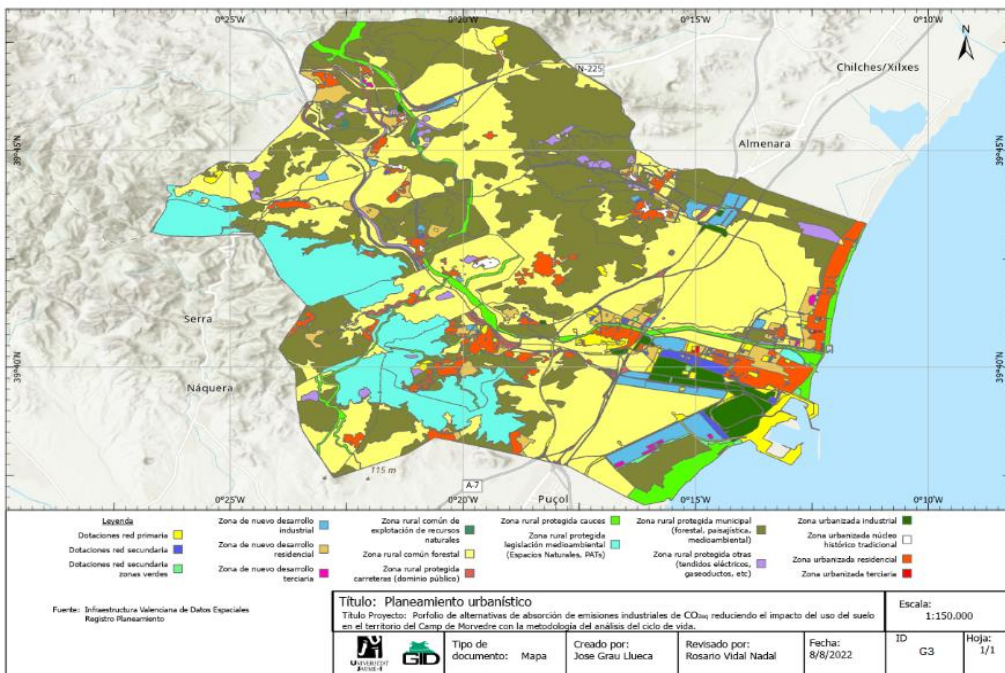 0°25'W 0°20'W 0°15'W 0°10'W
N
N-225
Chilches/Xilxes
Almenara
39°45'N 39°45'N
Serra
39°40'N 39°40'N
Náquera
115 m
A-7
Puçol
0°25'W 0°20'W 0°15'W 0°10'W
Leyenda
Dotaciones red primaria
Dotaciones red secundaria
Dotaciones red secundaria
zonas verdes
Zona de nuevo desarrollo
industrial
Zona de nuevo desarrollo
residencial
Zona de nuevo desarrollo
terciaria
Zona rural común de
explotación de recursos
naturales
Zona rural común forestal
Zona rural protegida
carreteras (dominio público)
Zona rural protegida cauces
Zona rural protegida
legislación medioambiental
(Espacios Naturales, PATs)
Zona rural protegida municipal
(forestal, paisajística,
medioambiental)
Zona rural protegida otras
(tendidos eléctricos,
gaseoductos, etc)
Zona urbanizada industrial
Zona urbanizada núcleo
histórico tradicional
Zona urbanizada residencial
Zona urbanizada terciaria
Fuente: Infraestructura Valenciana de Datos Espaciales
Registro Planeamiento
Título: Planeamiento urbanístico
Título Proyecto: Porfolio de alternativas de absorción de emisiones industriales de CO2eq reduciendo el impacto del uso del suelo
en el territorio del Camp de Morvedre con la metodología del análisis del ciclo de vida.
Escala:
1:150.000
UNIVERSITAT
JAUME·I
GID
Tipo de
documento: Mapa
Creado por:
Jose Grau Llueca
Revisado por:
Rosario Vidal Nadal
Fecha:
8/8/2022
ID
G3
Hoja:
1/1